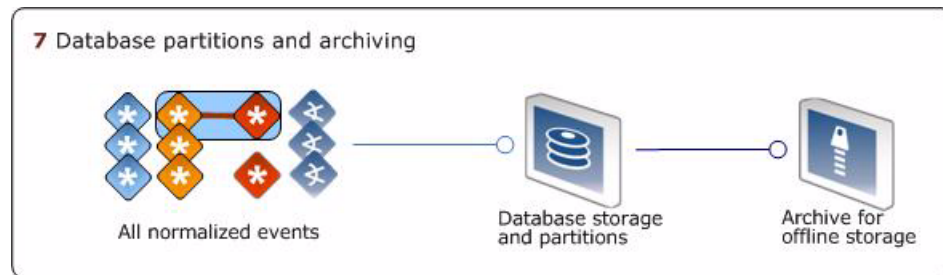 7 Database partitions and archiving
All normalized events
Database storage
and partitions
Archive for
offline storage